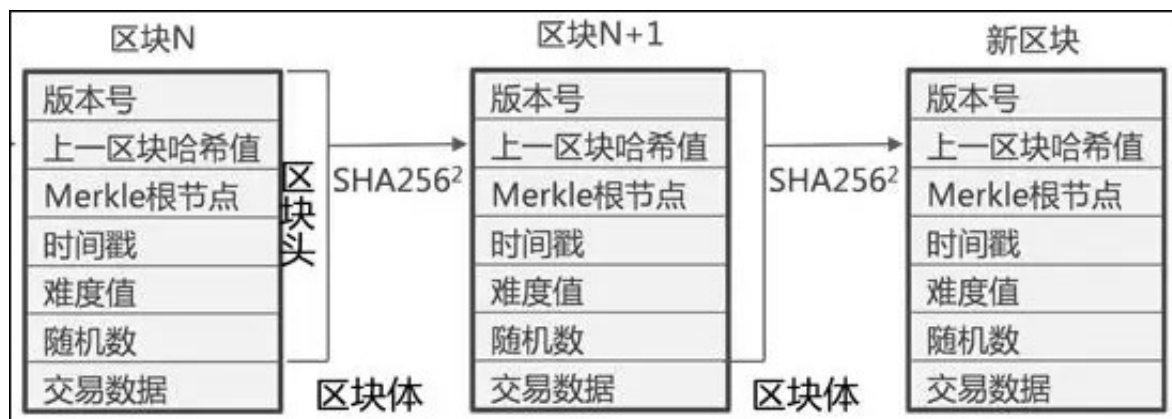 区块N
版本号
上一区块哈希值
Merkle根节点
时间戳
难度值
随机数
交易数据
区块头
SHA256²
区块体
区块N+1
版本号
上一区块哈希值
Merkle根节点
时间戳
难度值
随机数
交易数据
SHA256²
区块体
新区块
版本号
上一区块哈希值
Merkle根节点
时间戳
难度值
随机数
交易数据